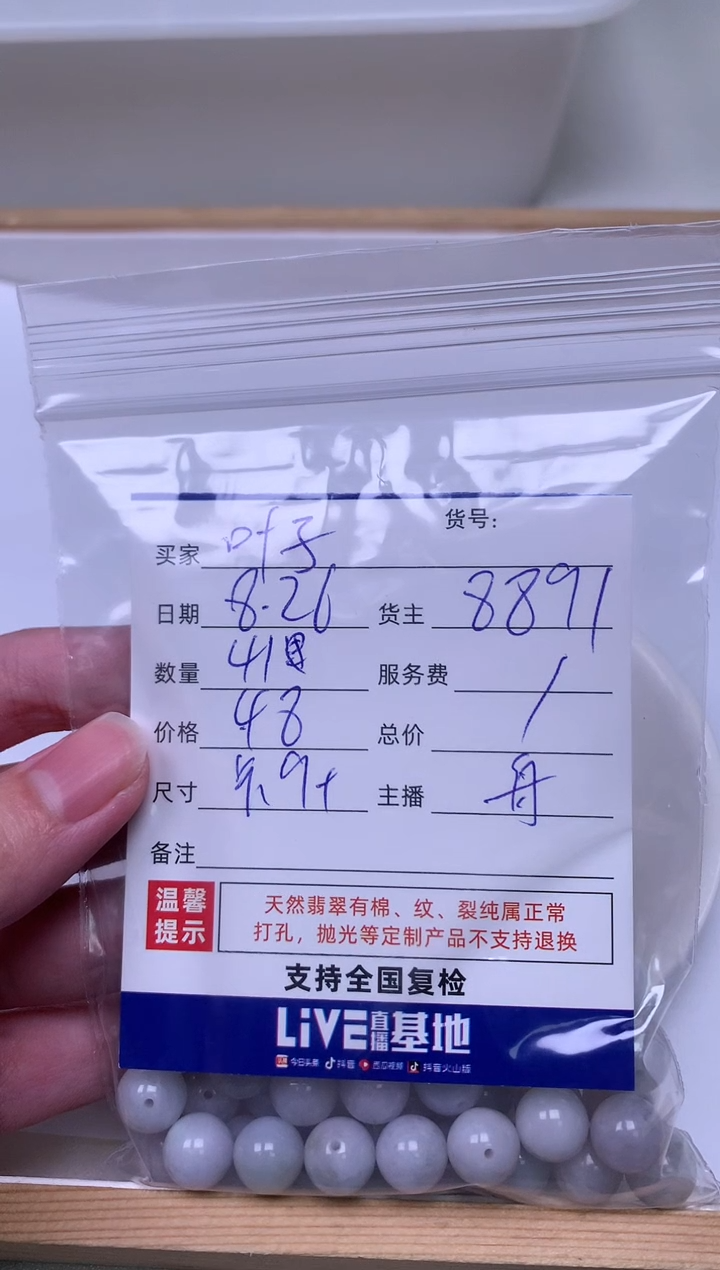 货号:
买家 叶子
日期 8.26 货主 8891
数量 41 服务费 /
价格 48 总价
尺寸 9+ 主播 舟
备注
温馨提示
天然翡翠有棉、纹、裂纯属正常
打孔，抛光等定制产品不支持退换
支持全国复检
LiVE直播基地
今日头条 抖音 西瓜视频 抖音火山版